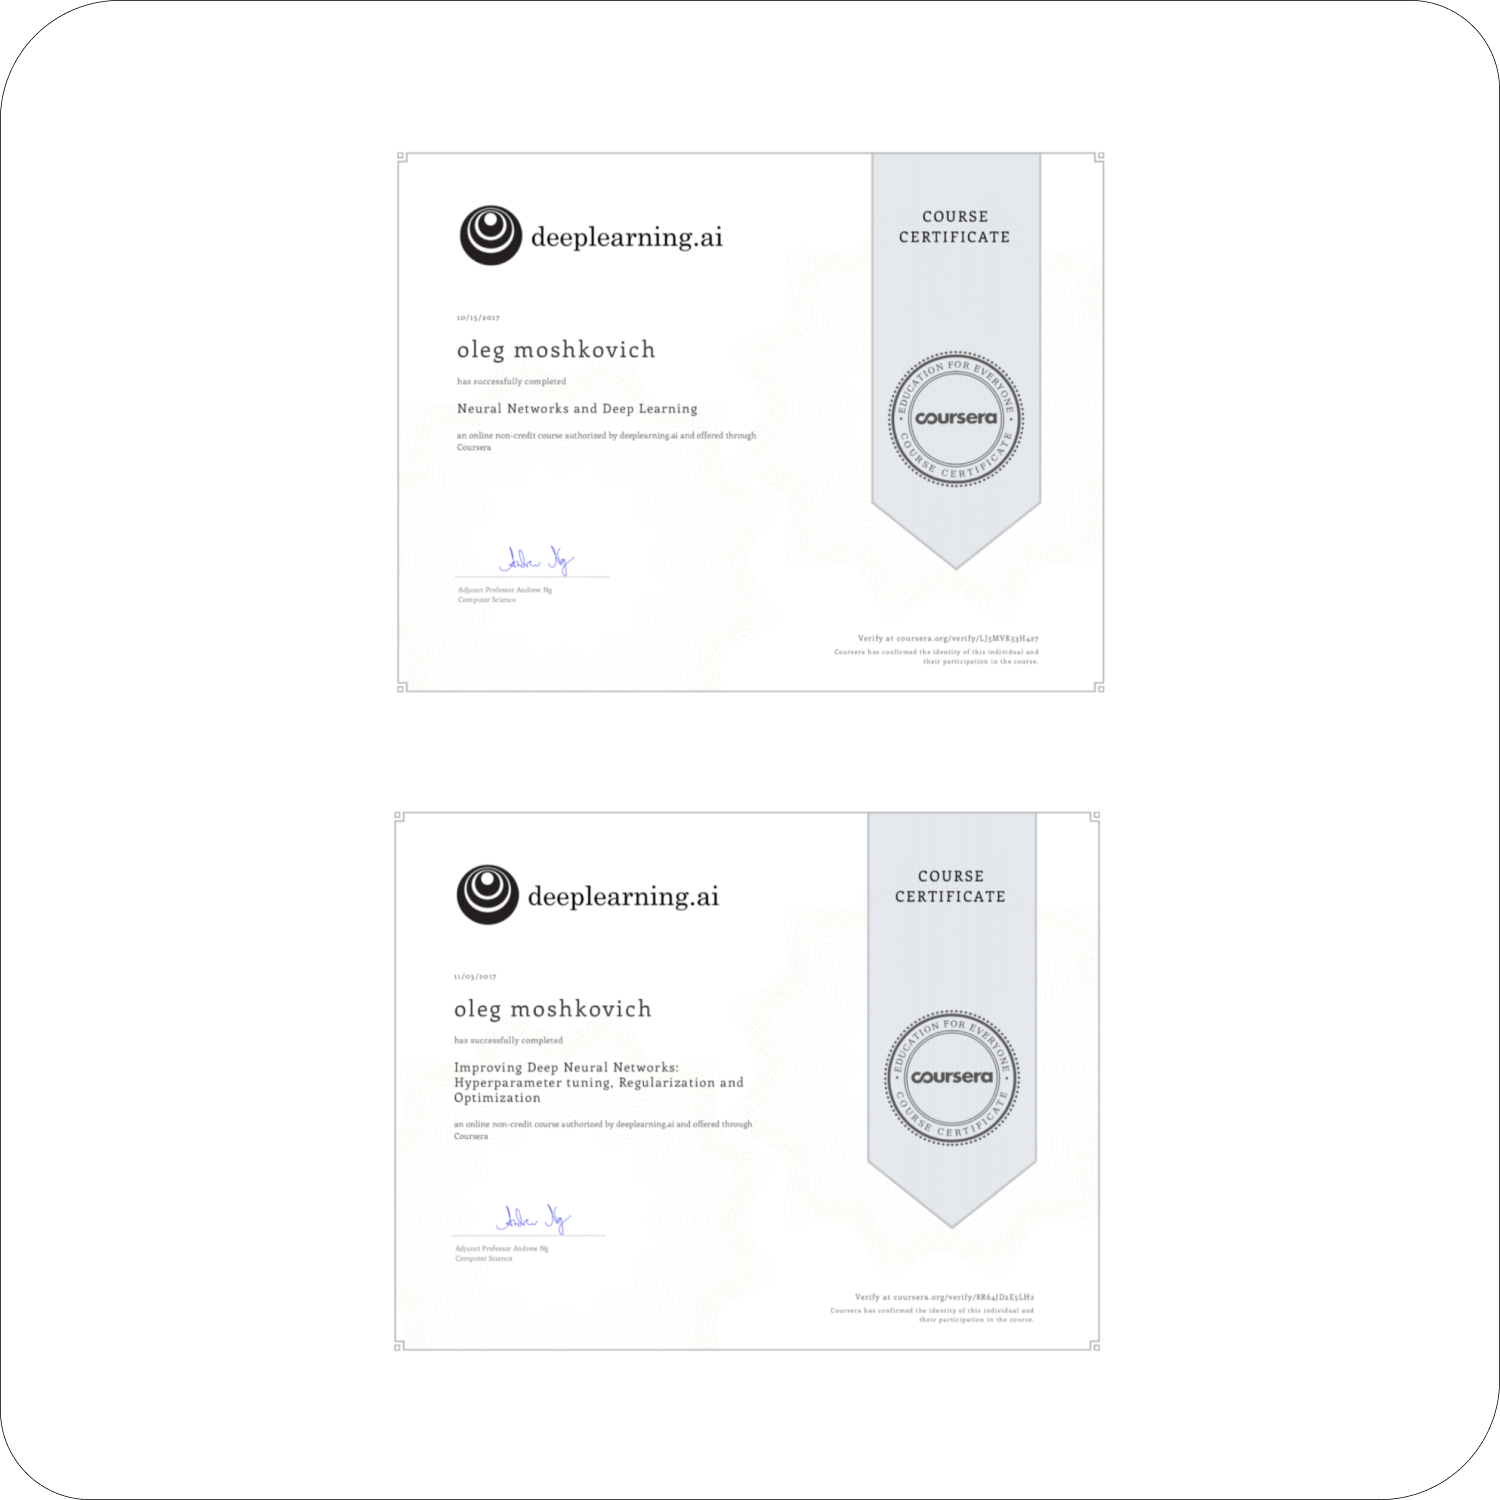 deeplearning.ai
COURSE
CERTIFICATE
10/15/2017
oleg moshkovich
has successfully completed
Neural Networks and Deep Learning
an online non-credit course authorized by deeplearning.ai and offered through
Coursera
EDUCATION FOR EVERYONE
coursera
COURSE CERTIFICATE
Andrew Ng
Adjunct Professor Andrew Ng
Computer Science
Verify at coursera.org/verify/LJ5MVK53H427
Coursera has confirmed the identity of this individual and
their participation in the course.
deeplearning.ai
COURSE
CERTIFICATE
11/03/2017
oleg moshkovich
has successfully completed
Improving Deep Neural Networks:
Hyperparameter tuning, Regularization and
Optimization
an online non-credit course authorized by deeplearning.ai and offered through
Coursera
EDUCATION FOR EVERYONE
coursera
COURSE CERTIFICATE
Andrew Ng
Adjunct Professor Andrew Ng
Computer Science
Verify at coursera.org/verify/8R64JD2E5LH2
Coursera has confirmed the identity of this individual and
their participation in the course.